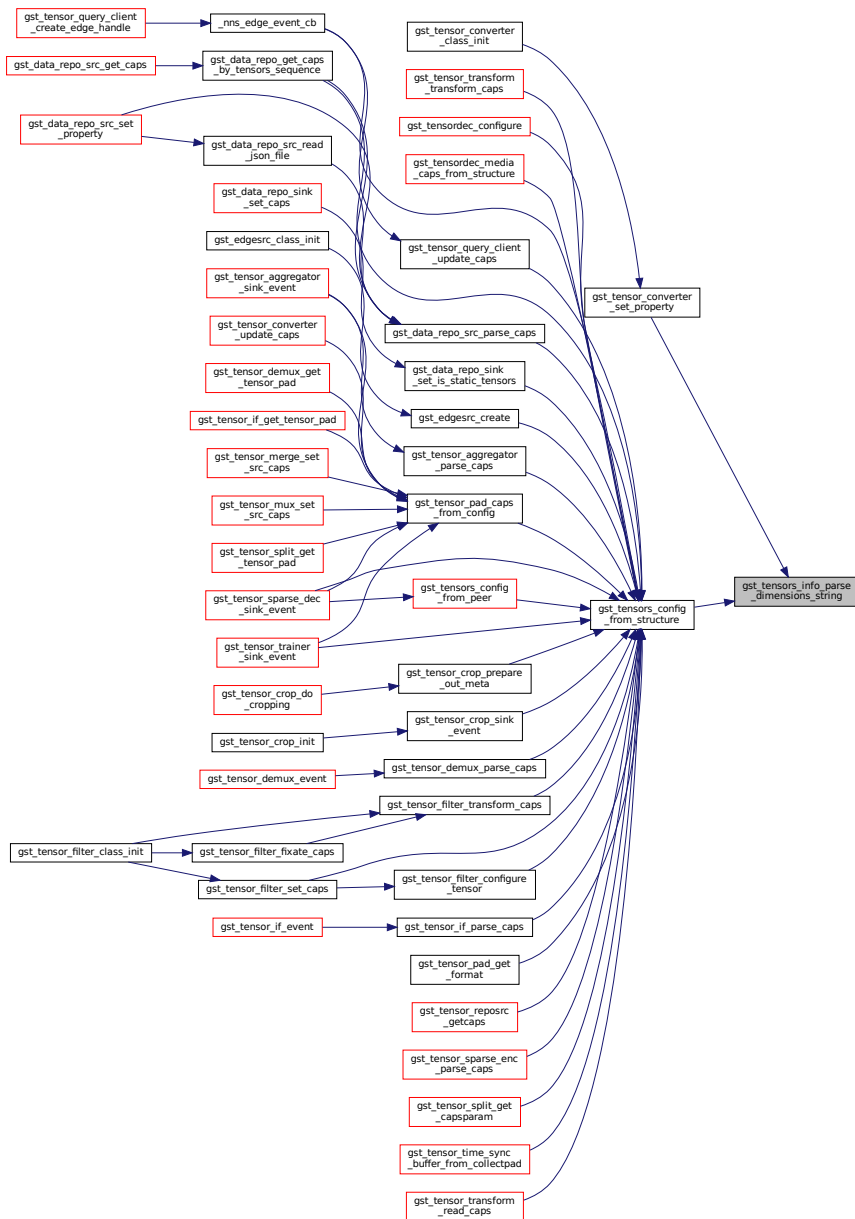 gst_tensor_query_client
_create_edge_handle
_nns_edge_event_cb
gst_data_repo_src_get_caps
gst_data_repo_get_caps
_by_tensors_sequence
gst_data_repo_src_set
_property
gst_data_repo_src_read
_json_file
gst_data_repo_sink
_set_caps
gst_edgesrc_class_init
gst_tensor_aggregator
_sink_event
gst_tensor_converter
_update_caps
gst_tensor_demux_get
_tensor_pad
gst_tensor_if_get_tensor_pad
gst_tensor_merge_set
_src_caps
gst_tensor_mux_set
_src_caps
gst_tensor_split_get
_tensor_pad
gst_tensor_sparse_dec
_sink_event
gst_tensor_trainer
_sink_event
gst_tensor_crop_do
_cropping
gst_tensor_crop_init
gst_tensor_demux_event
gst_tensor_filter_class_init
gst_tensor_filter_fixate_caps
gst_tensor_filter_set_caps
gst_tensor_if_event
gst_tensor_converter
_class_init
gst_tensor_transform
_transform_caps
gst_tensordec_configure
gst_tensordec_media
_caps_from_structure
gst_tensor_query_client
_update_caps
gst_data_repo_src_parse_caps
gst_data_repo_sink
_set_is_static_tensors
gst_edgesrc_create
gst_tensor_aggregator
_parse_caps
gst_tensor_pad_caps
_from_config
gst_tensors_config
_from_peer
gst_tensor_crop_prepare
_out_meta
gst_tensor_crop_sink
_event
gst_tensor_demux_parse_caps
gst_tensor_filter_transform_caps
gst_tensor_filter_configure
_tensor
gst_tensor_if_parse_caps
gst_tensor_pad_get
_format
gst_tensor_reposrc
_getcaps
gst_tensor_sparse_enc
_parse_caps
gst_tensor_split_get
_capsparam
gst_tensor_time_sync
_buffer_from_collectpad
gst_tensor_transform
_read_caps
gst_tensor_converter
_set_property
gst_tensors_config
_from_structure
gst_tensors_info_parse
_dimensions_string